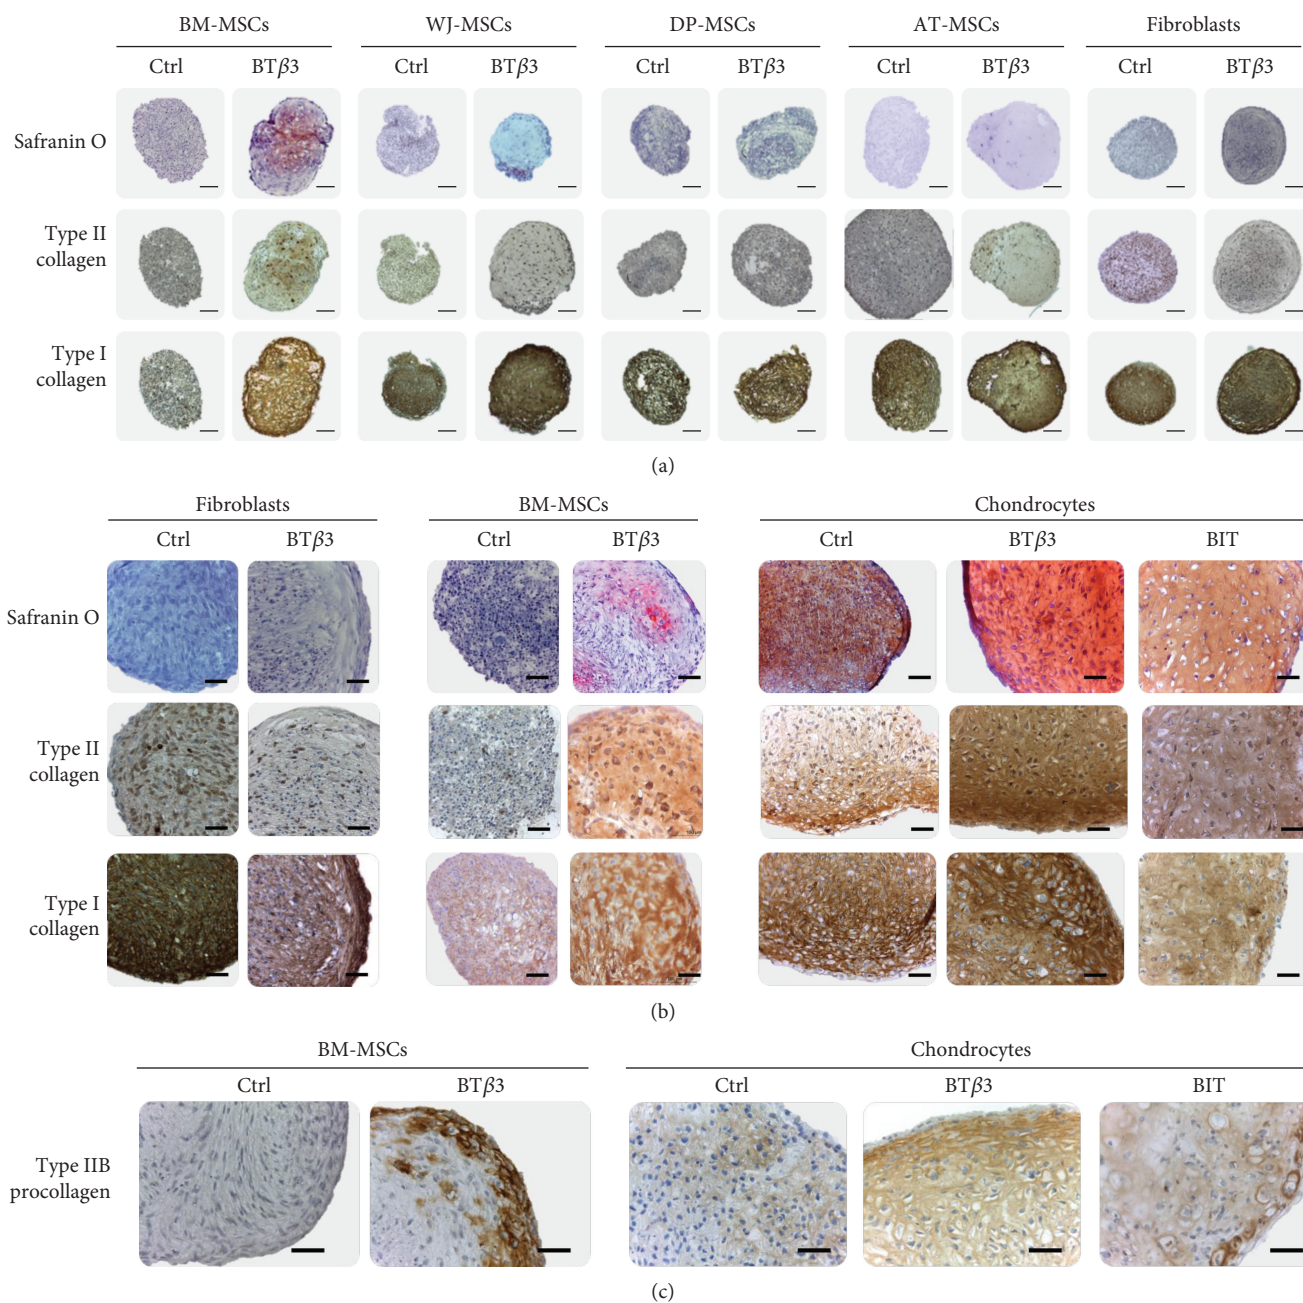 BM-MSCs WJ-MSCs DP-MSCs AT-MSCs Fibroblasts
Ctrl BTβ3 Ctrl BTβ3 Ctrl BTβ3 Ctrl BTβ3 Ctrl BTβ3
Safranin O
Type II
collagen
Type I
collagen
(a)
Fibroblasts BM-MSCs Chondrocytes
Ctrl BTβ3 Ctrl BTβ3 Ctrl BTβ3 BIT
Safranin O
Type II
collagen
Type I
collagen
(b)
BM-MSCs Chondrocytes
Ctrl BTβ3 Ctrl BTβ3 BIT
Type IIB
procollagen
(c)